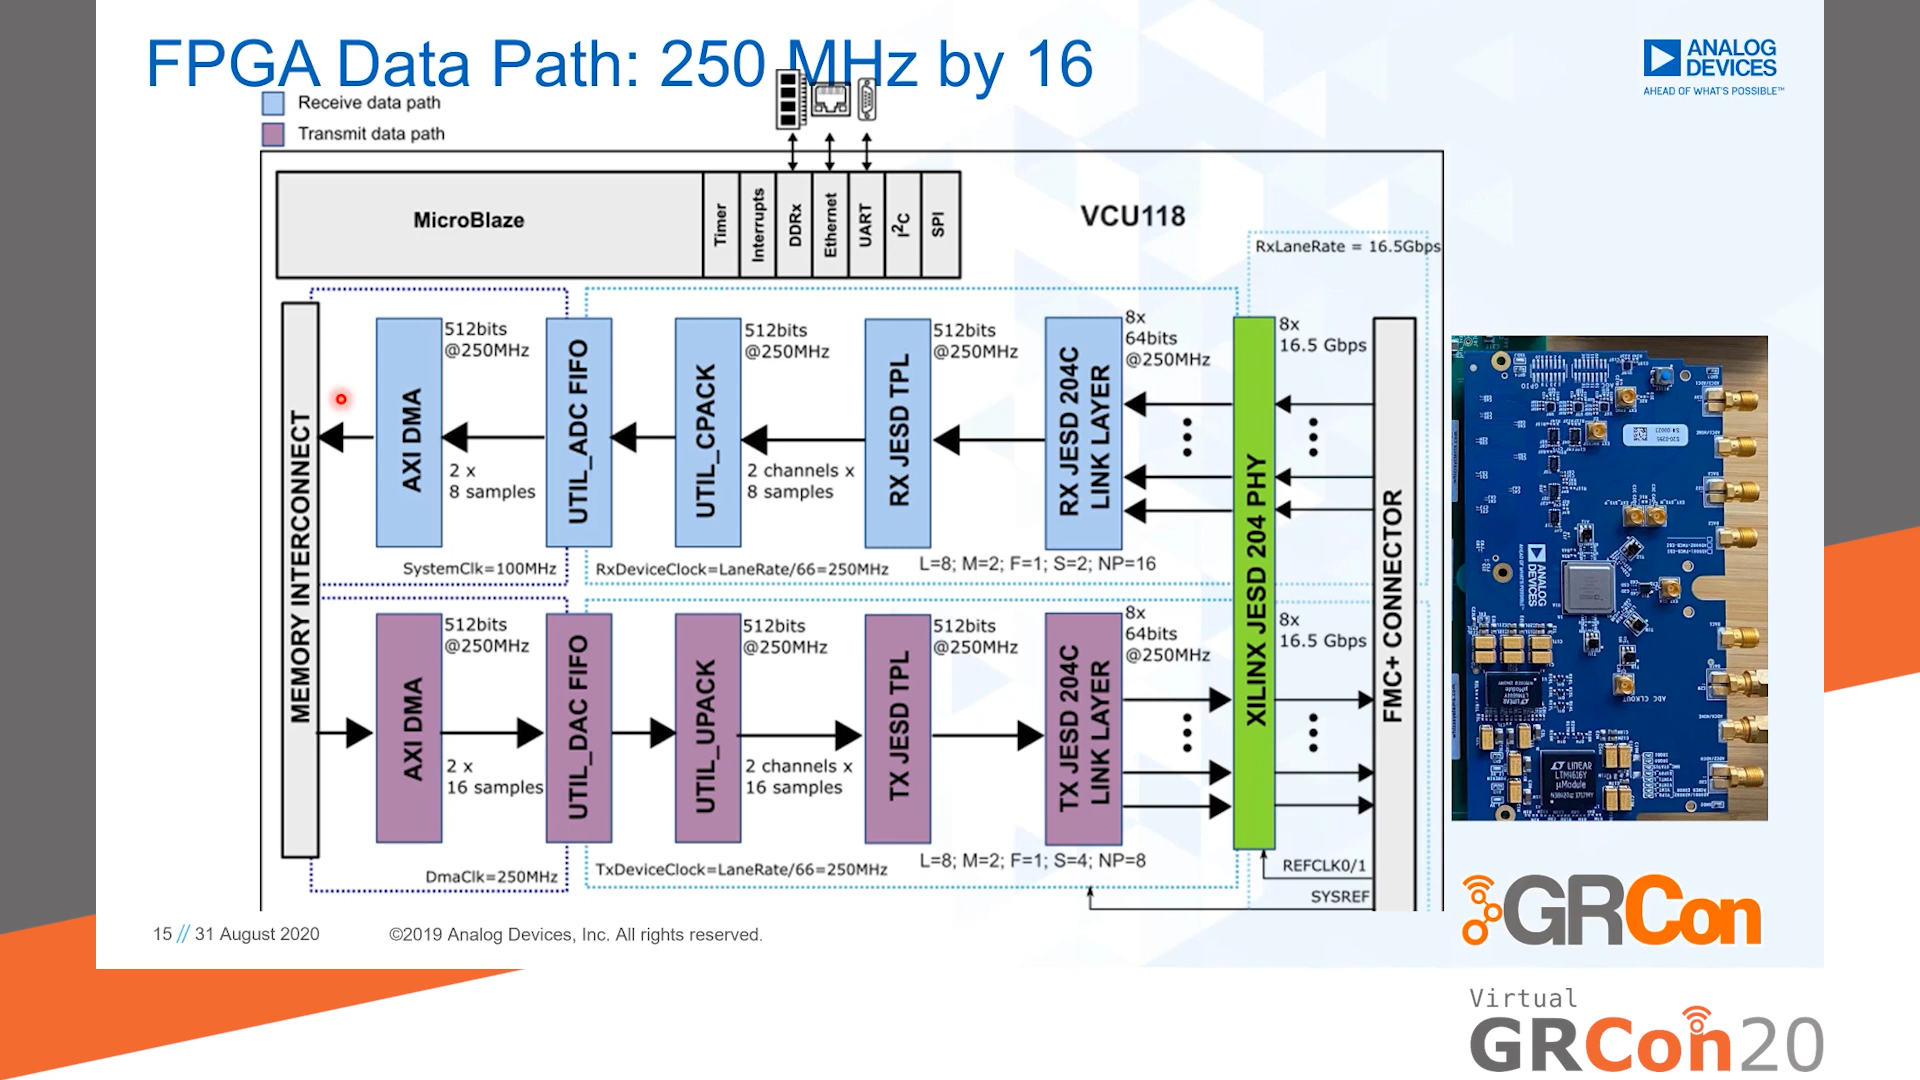 FPGA Data Path: 250 MHz by 16
ANALOG
DEVICES
AHEAD OF WHAT'S POSSIBLE™
Receive data path
Transmit data path
MicroBlaze
Timer
Interrupts
DDRx
Ethernet
UART
I²C
SPI
VCU118
RxLaneRate = 16.5Gbps
MEMORY INTERCONNECT
AXI DMA
512bits
@250MHz
2 x
8 samples
UTIL_ADC FIFO
UTIL_CPACK
512bits
@250MHz
2 channels x
8 samples
RX JESD TPL
512bits
@250MHz
RX JESD 204C
LINK LAYER
8x
64bits
@250MHz
XILINX JESD 204 PHY
8x
16.5 Gbps
FMC+ CONNECTOR
SystemClk=100MHz
RxDeviceClock=LaneRate/66=250MHz
L=8; M=2; F=1; S=2; NP=16
AXI DMA
512bits
@250MHz
2 x
16 samples
UTIL_DAC FIFO
UTIL_UPACK
512bits
@250MHz
2 channels x
16 samples
TX JESD TPL
512bits
@250MHz
TX JESD 204C
LINK LAYER
8x
64bits
@250MHz
8x
16.5 Gbps
DmaClk=250MHz
TxDeviceClock=LaneRate/66=250MHz
L=8; M=2; F=1; S=4; NP=8
REFCLK0/1
SYSREF
ANALOG
DEVICES
ADC CLKOUT
LINEAR
LTM4616Y
µModule
15 // 31 August 2020
©2019 Analog Devices, Inc. All rights reserved.
GRCon
Virtual
GRCon20